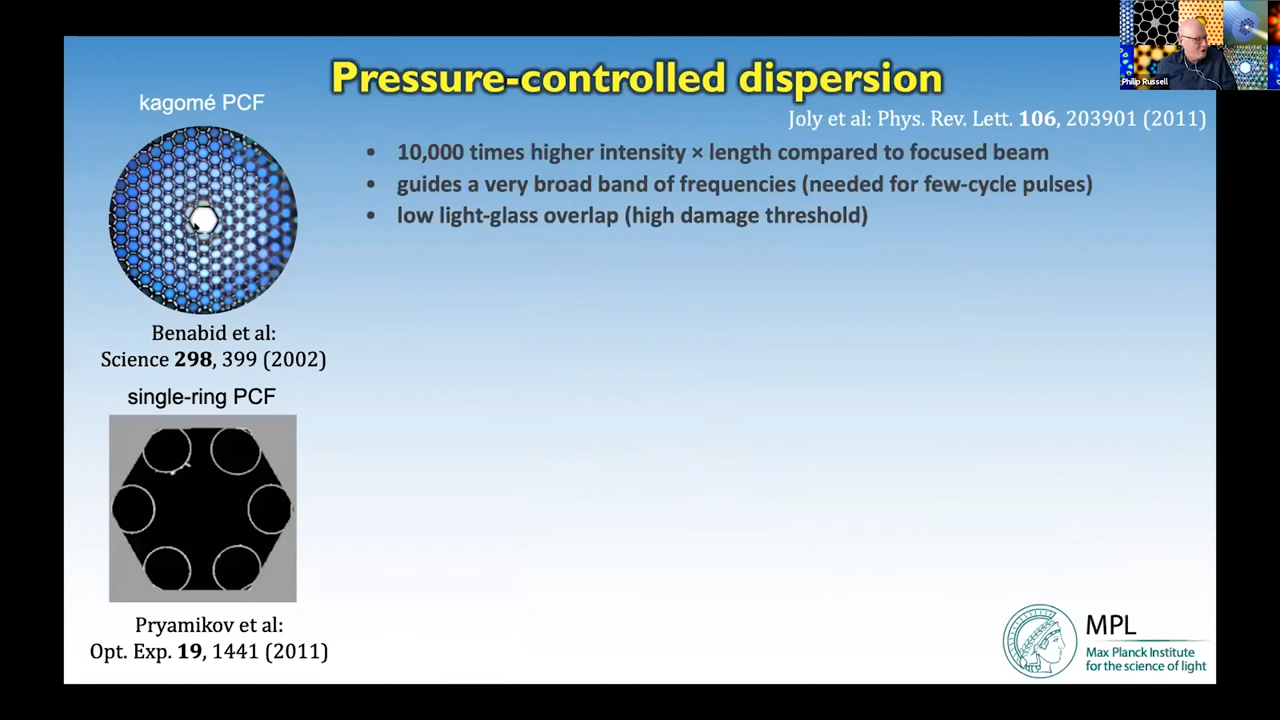 Pressure-controlled dispersion
Philip Russell
kagomé PCF
Joly et al: Phys. Rev. Lett. 106, 203901 (2011)
• 10,000 times higher intensity × length compared to focused beam
• guides a very broad band of frequencies (needed for few-cycle pulses)
• low light-glass overlap (high damage threshold)
Benabid et al:
Science 298, 399 (2002)
single-ring PCF
Pryamikov et al:
Opt. Exp. 19, 1441 (2011)
MPL
Max Planck Institute
for the science of light